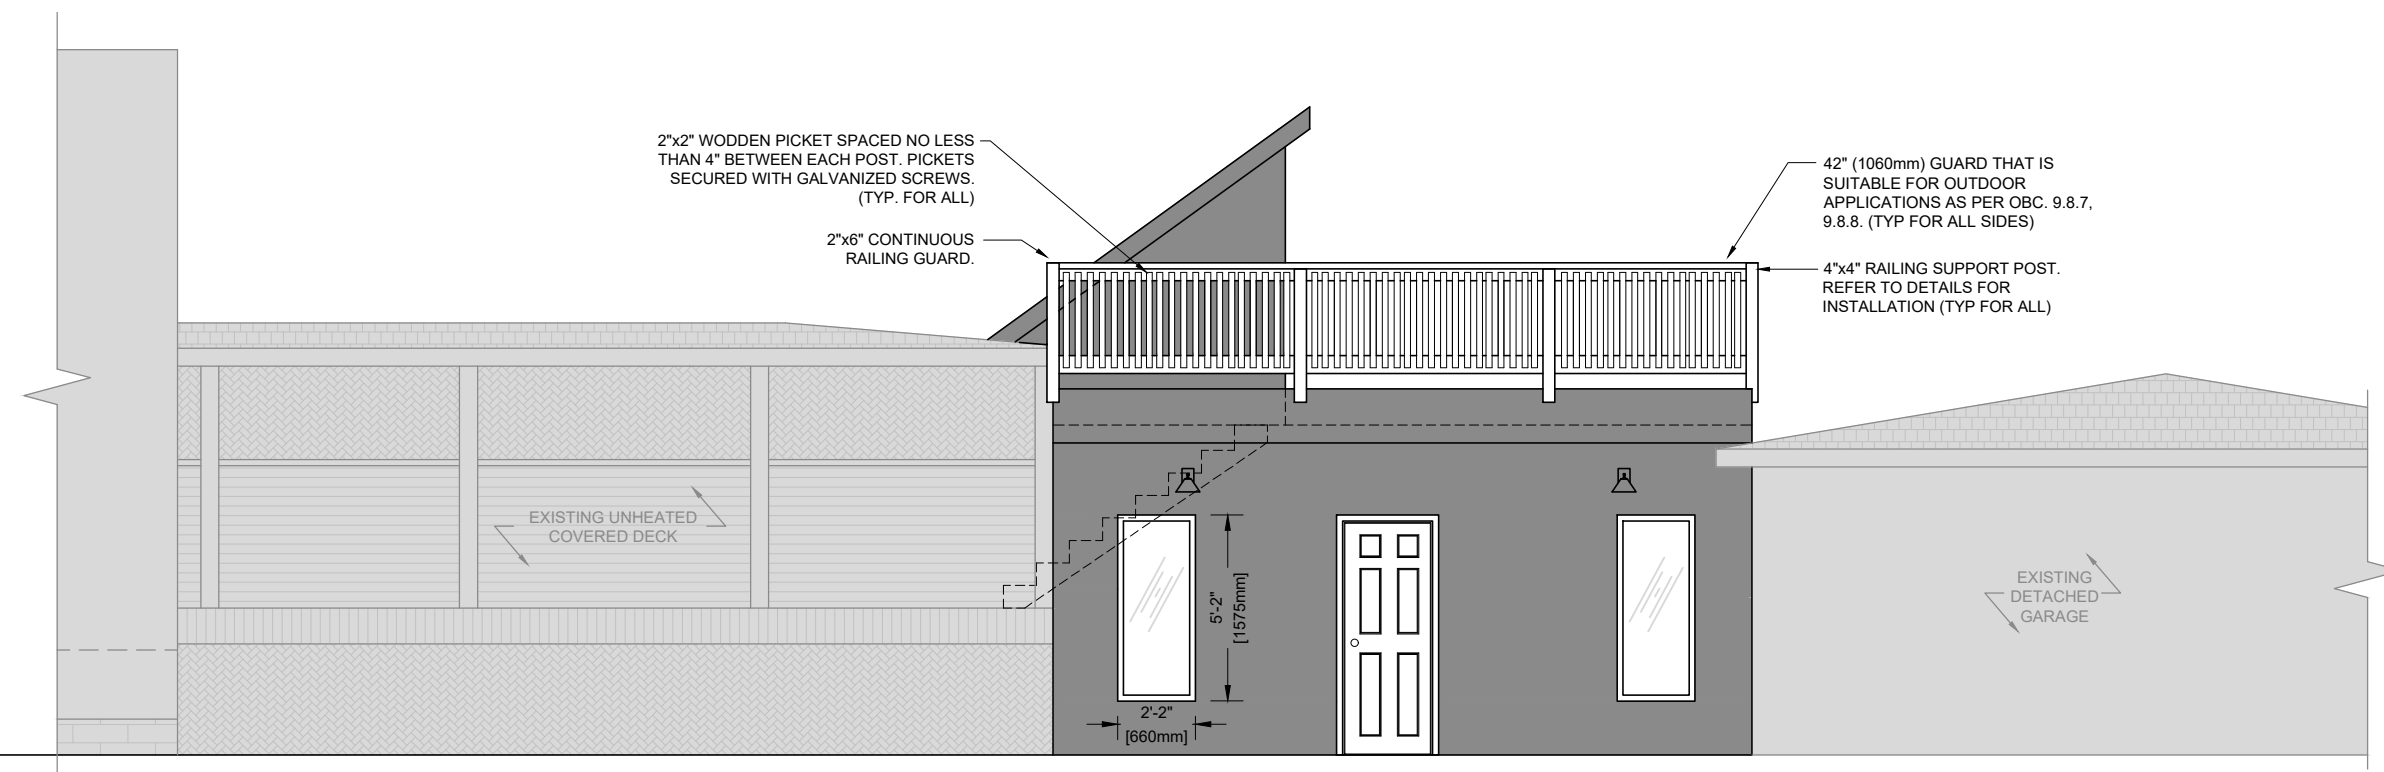 2"x2" WODDEN PICKET SPACED NO LESS
THAN 4" BETWEEN EACH POST. PICKETS
SECURED WITH GALVANIZED SCREWS.
(TYP. FOR ALL)
2"x6" CONTINUOUS
RAILING GUARD.
42" (1060mm) GUARD THAT IS
SUITABLE FOR OUTDOOR
APPLICATIONS AS PER OBC. 9.8.7,
9.8.8. (TYP FOR ALL SIDES)
4"x4" RAILING SUPPORT POST.
REFER TO DETAILS FOR
INSTALLATION (TYP FOR ALL)
EXISTING UNHEATED
COVERED DECK
5'-2"
[1575mm]
2'-2"
[660mm]
EXISTING
DETACHED
GARAGE